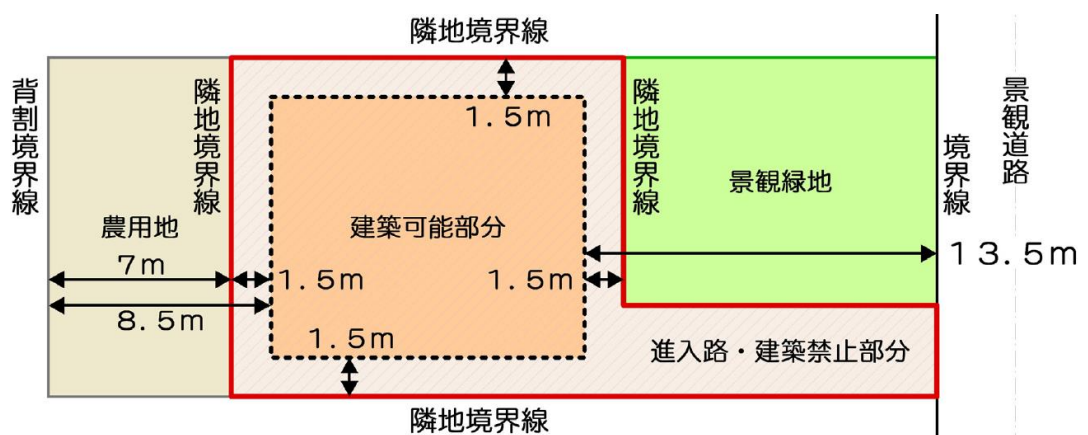 隣地境界線
背割境界線
隣地境界線
1.5m
隣地境界線
景観道路
境界線
景観緑地
農用地
建築可能部分
7m
1.5m
1.5m
13.5m
8.5m
1.5m
進入路・建築禁止部分
隣地境界線